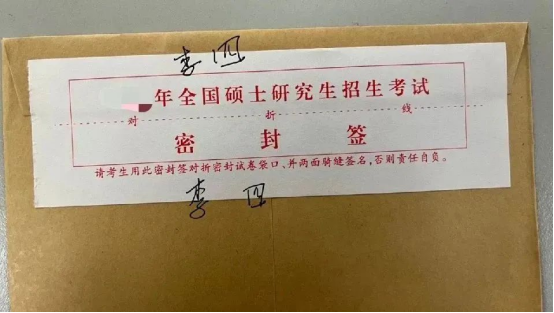 李四
年全国硕士研究生招生考试
对 折 线
密 封 签
请考生用此密封签对折密封试卷袋口、并两面骑缝签名,否则责任自负。
李四